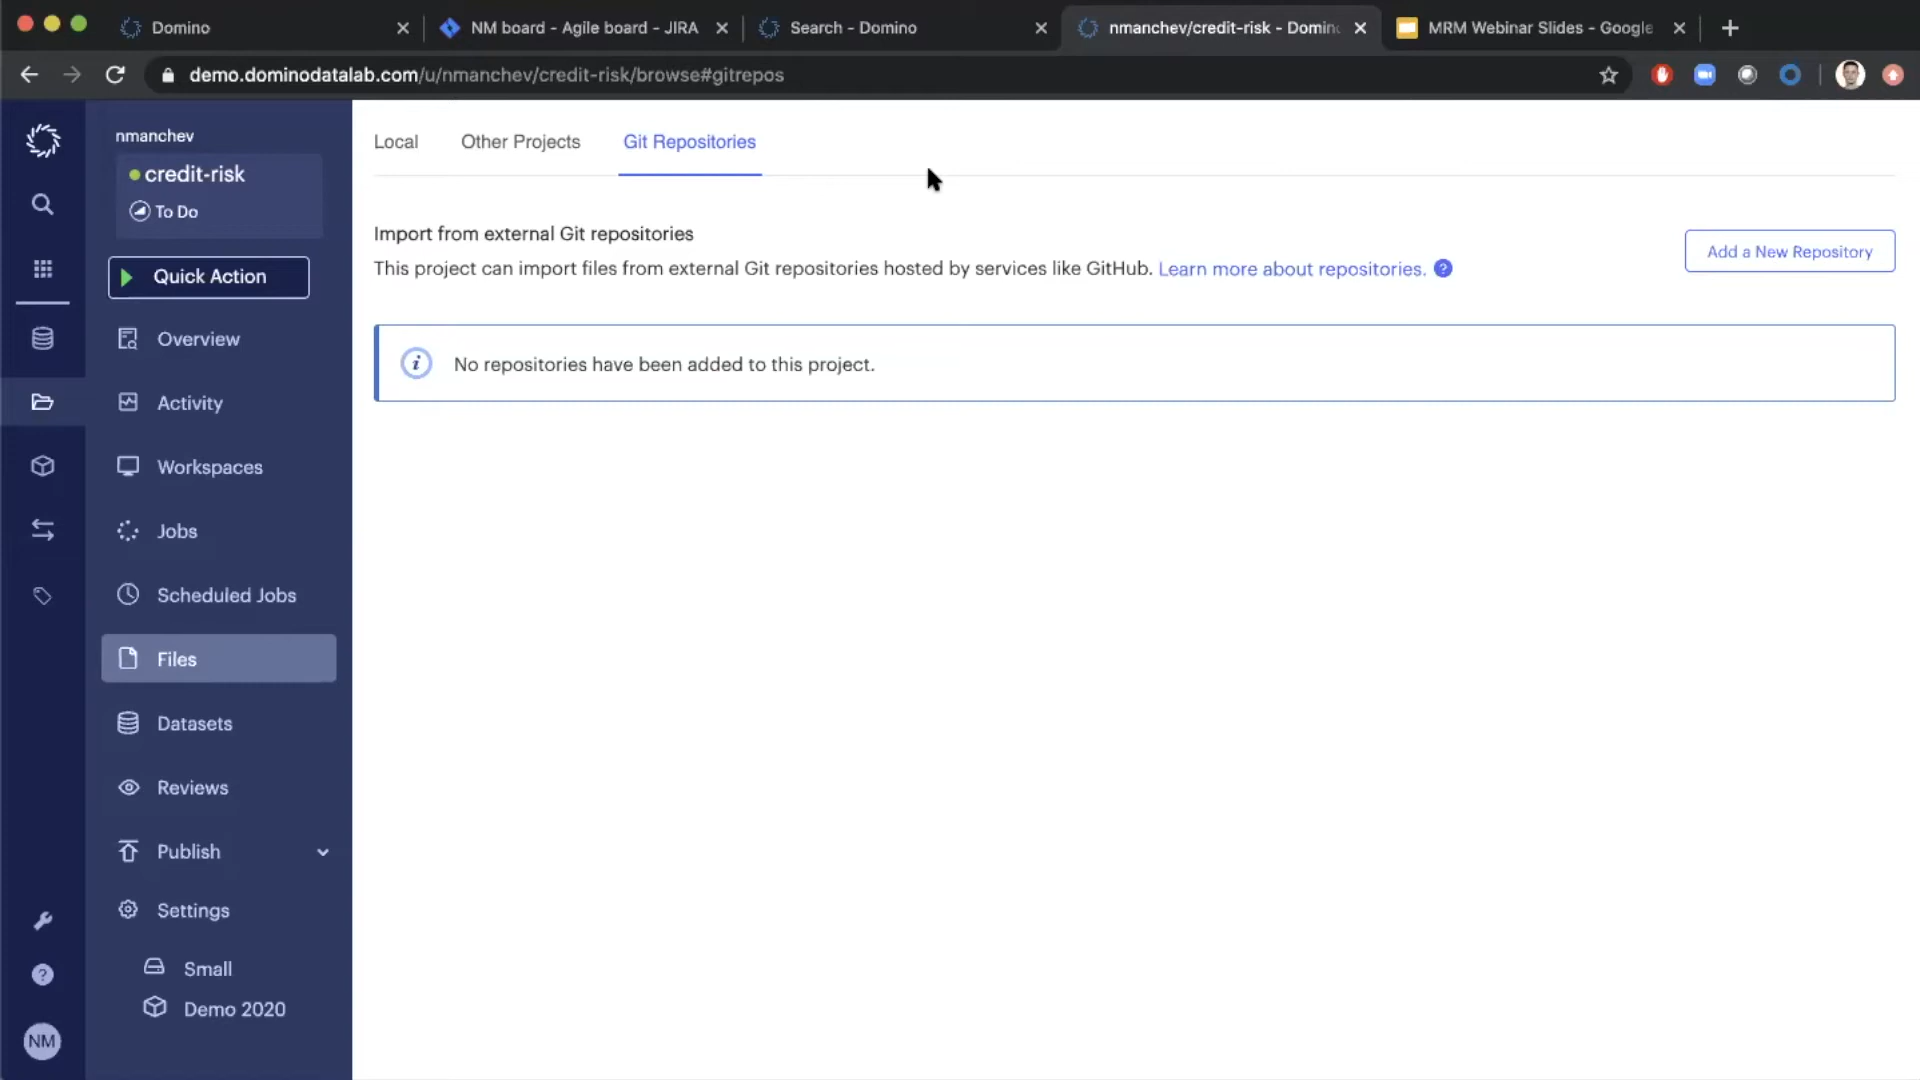 Domino
NM board - Agile board - JIRA
Search - Domino
nmanchev/credit-risk - Domin
MRM Webinar Slides - Google
demo.dominodatalab.com/u/nmanchev/credit-risk/browse#gitrepos
nmanchev
credit-risk
To Do
Quick Action
Overview
Activity
Workspaces
Jobs
Scheduled Jobs
Files
Datasets
Reviews
Publish
Settings
Small
Demo 2020
NM
Local
Other Projects
Git Repositories
Import from external Git repositories
This project can import files from external Git repositories hosted by services like GitHub. Learn more about repositories. ?
Add a New Repository
i No repositories have been added to this project.